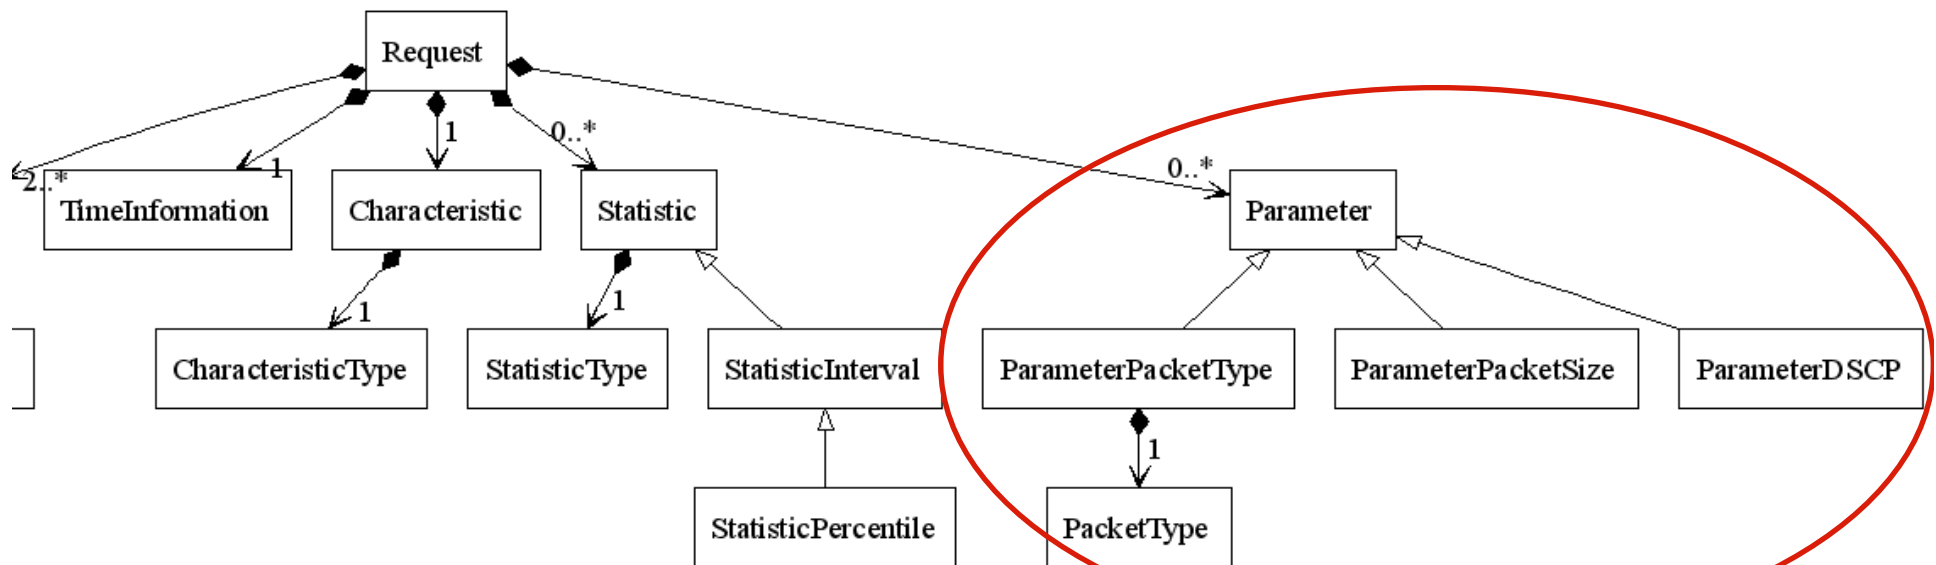 Request
1
0..*
0..*
2..*
1
TimeInformation
Characteristic
Statistic
Parameter
1
1
CharacteristicType
StatisticType
StatisticInterval
ParameterPacketType
ParameterPacketSize
ParameterDSCP
1
StatisticPercentile
PacketType